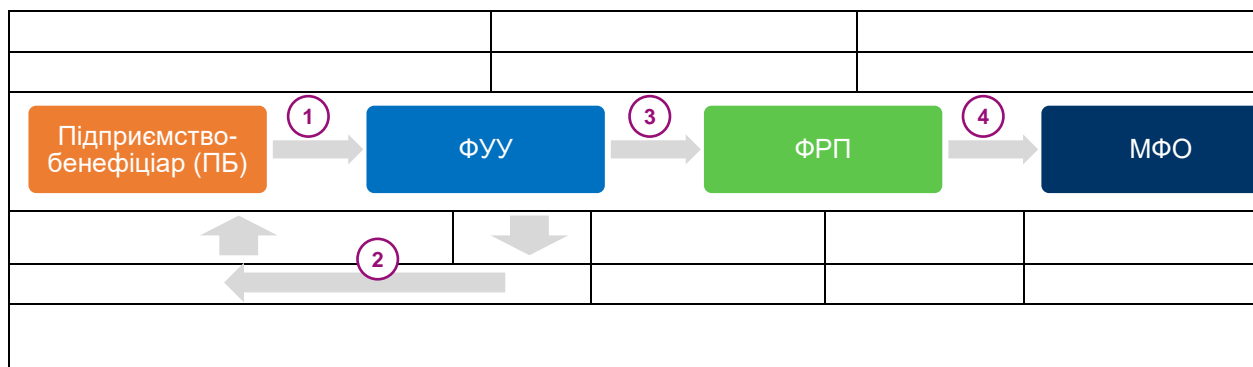 1
3
4
Підприємство-
бенефіціар (ПБ)
ФУУ
ФРП
МФО
2